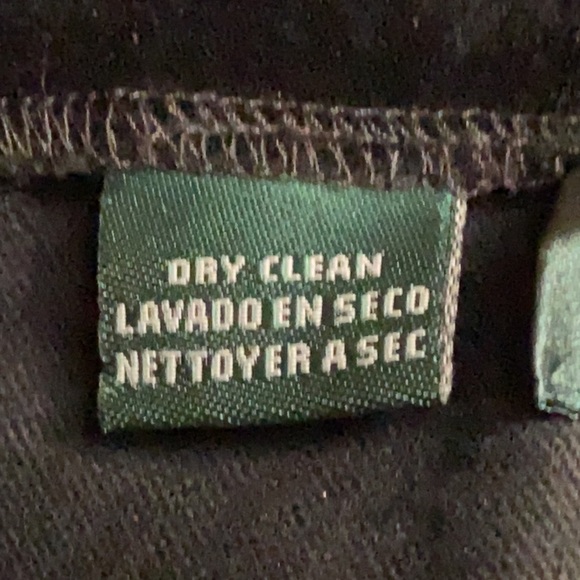 DRY CLEAN
LAVADO EN SECO
NETTOYER A SEC